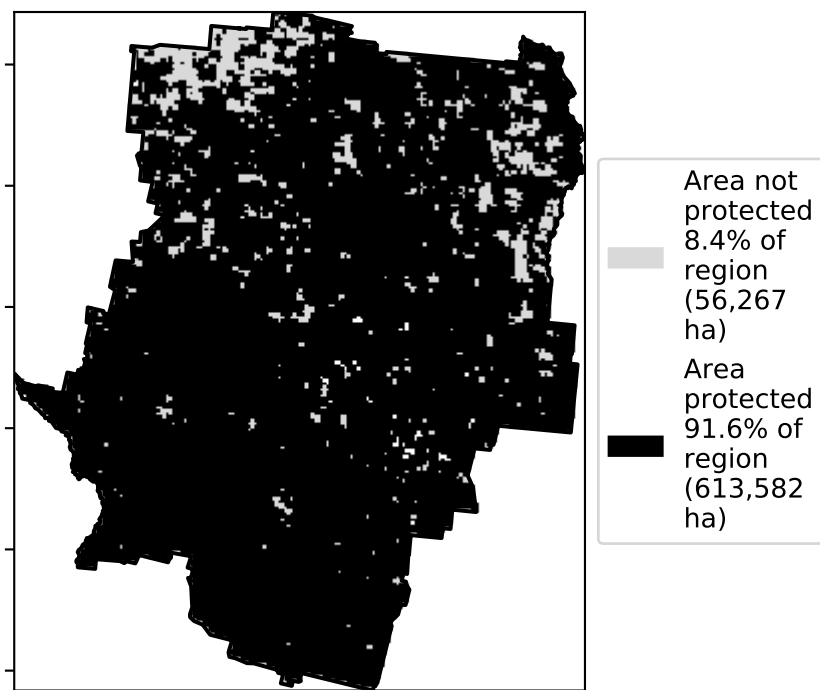 Area not
protected
8.4% of
region
(56,267
ha)
Area
protected
91.6% of
region
(613,582
ha)